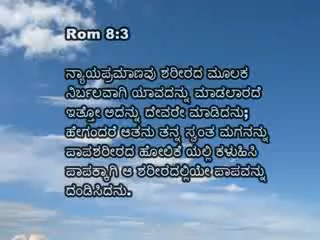 Rom 8:3
ನ್ಯಾಯಪ್ರಮಾಣವು ಶರೀರದ ಮೂಲಕ
ನಿರ್ಬಲವಾಗಿ ಯಾವದನ್ನು ಮಾಡಲಾರದೆ
ಇತ್ತೋ ಅದನ್ನು ದೇವರೇ ಮಾಡಿದನು;
ಹೇಗಂದರೆ ಆತನು ತನ್ನ ಸ್ವಂತ ಮಗನನ್ನು
ಪಾಪಶರೀರದ ಹೋಲಿಕೆ ಯಲ್ಲಿ ಕಳುಹಿಸಿ
ಪಾಪಕ್ಕಾಗಿ ಆ ಶರೀರದಲ್ಲಿಯೇ ಪಾಪವನ್ನು
ದಂಡಿಸಿದನು.